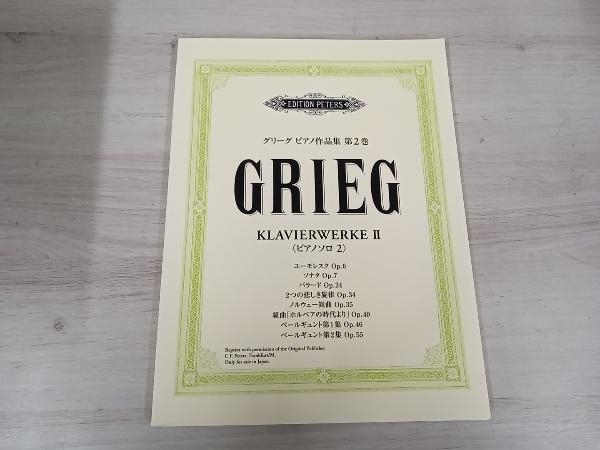 EDITION PETERS
グリーグ ピアノ作品集 第2巻
GRIEG
KLAVIERWERKE II
〈ピアノソロ 2〉
ユーモレスク Op.6
ソナタ Op.7
バラード Op.24
2つの悲しき旋律 Op.34
ノルウェー舞曲 Op.35
組曲「ホルベアの時代より」Op.40
ペールギュント第1集 Op.46
ペールギュント第2集 Op.55
Reprint with permission of the Original Publisher
C.F. Peters, Frankfurt/M.
Only for sale in Japan